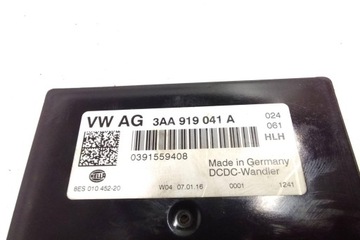 VW AG 3AA 919 041 A
024
061
HLH
0391559408
Made in Germany
DCDC-Wandler
8ES 010 452-20
W04 07.01.16 0001 1241